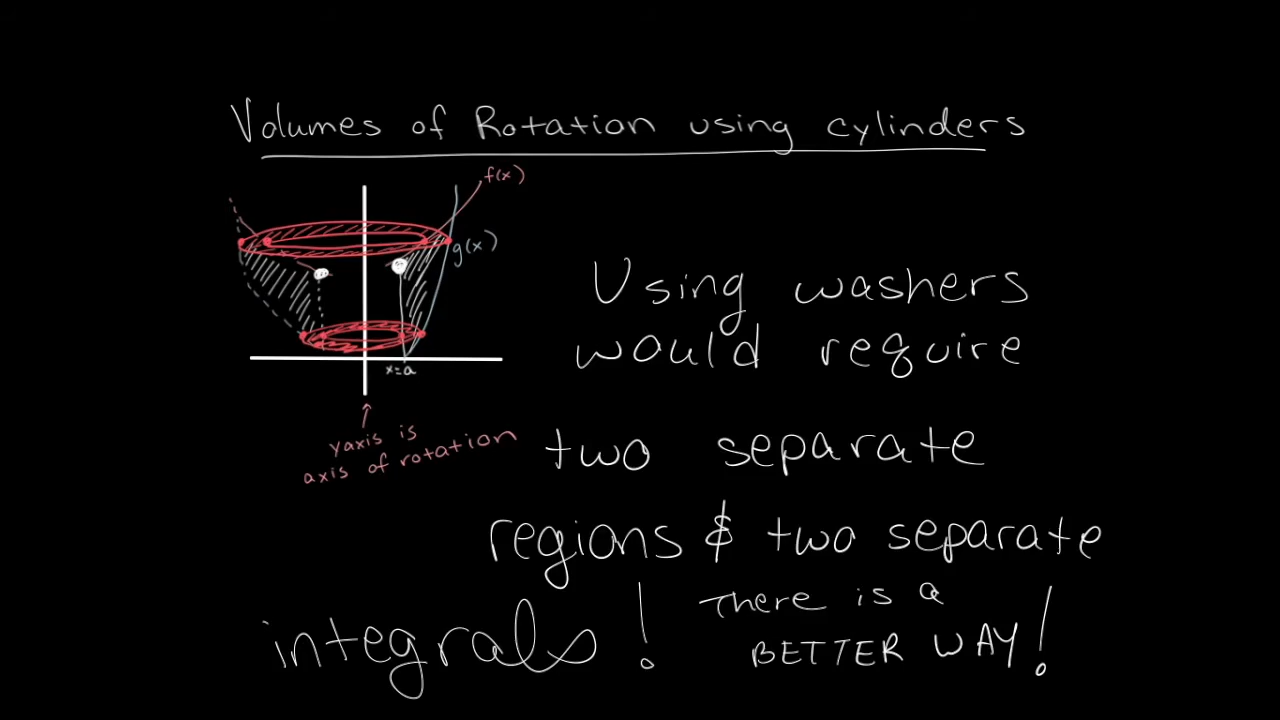 Volumes of Rotation using cylinders
f(x)
g(x)
x=a
yaxis is
axis of rotation
Using washers
would require
two separate
regions & two separate
integrals!
There is a
BETTER WAY!